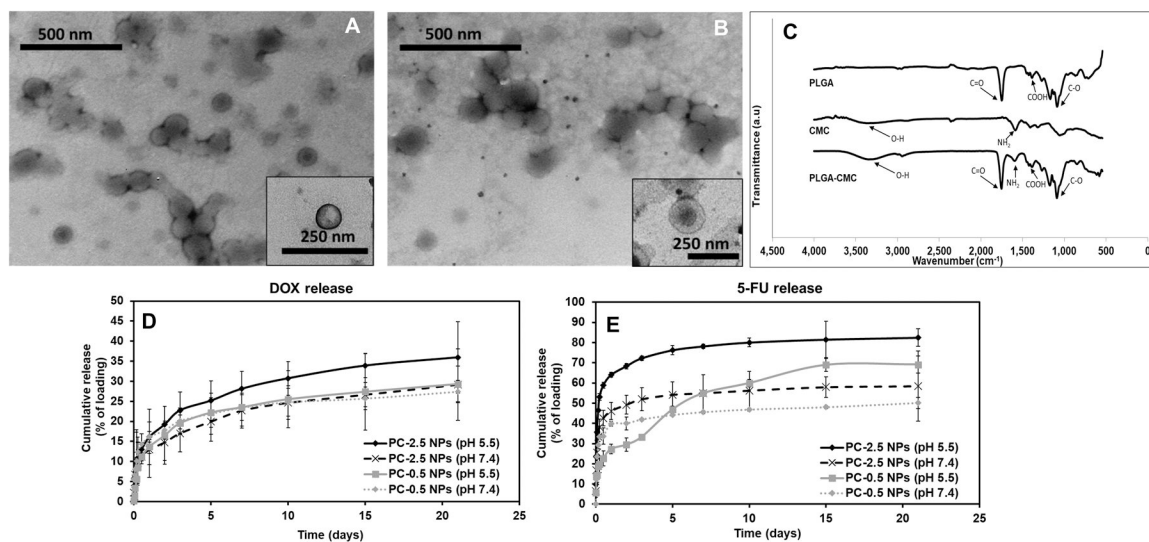 A
500 nm
250 nm
B
500 nm
250 nm
C
Transmittance (a.u)
PLGA
C=O
COOH
C-O
CMC
O-H
NH2
PLGA-CMC
O-H
C=O
NH2
COOH
C-O
4,500 4,000 3,500 3,000 2,500 2,000 1,500 1,000 500 0
Wavenumber (cm-1)
DOX release
D
Cumulative release
(% of loading)
50
45
40
35
30
25
20
15
10
5
0
PC-2.5 NPs (pH 5.5)
PC-2.5 NPs (pH 7.4)
PC-0.5 NPs (pH 5.5)
PC-0.5 NPs (pH 7.4)
0 5 10 15 20 25
Time (days)
5-FU release
E
Cumulative release
(% of loading)
100
90
80
70
60
50
40
30
20
10
0
PC-2.5 NPs (pH 5.5)
PC-2.5 NPs (pH 7.4)
PC-0.5 NPs (pH 5.5)
PC-0.5 NPs (pH 7.4)
0 5 10 15 20 25
Time (days)